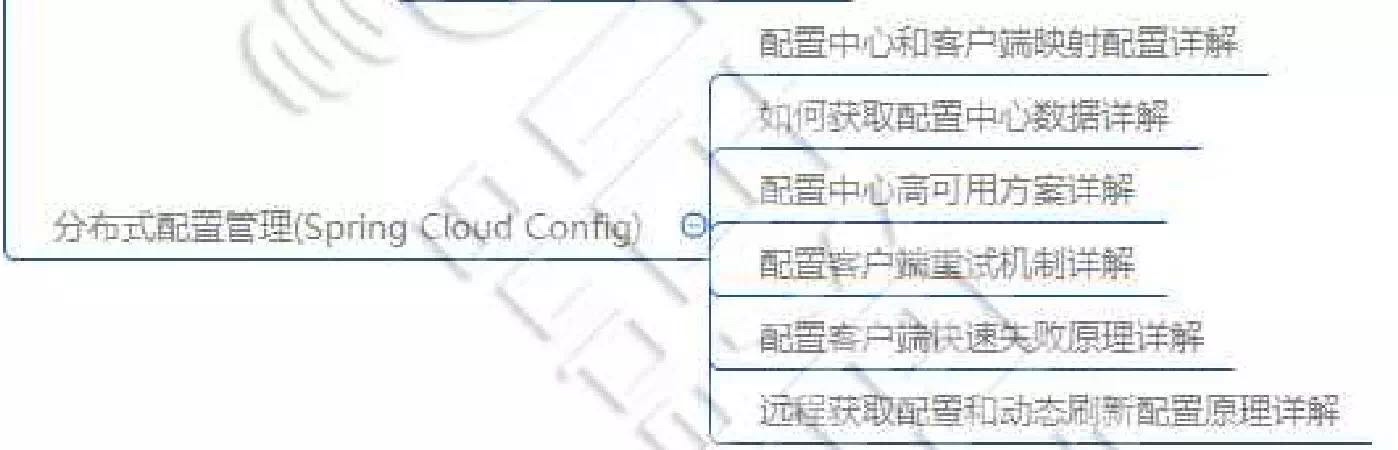 配置中心和客户端映射配置详解
如何获取配置中心数据详解
配置中心高可用方案详解
分布式配置管理(Spring Cloud Config)
配置客户端重试机制详解
配置客户端快速失败原理详解
远程获取配置和动态刷新配置原理详解